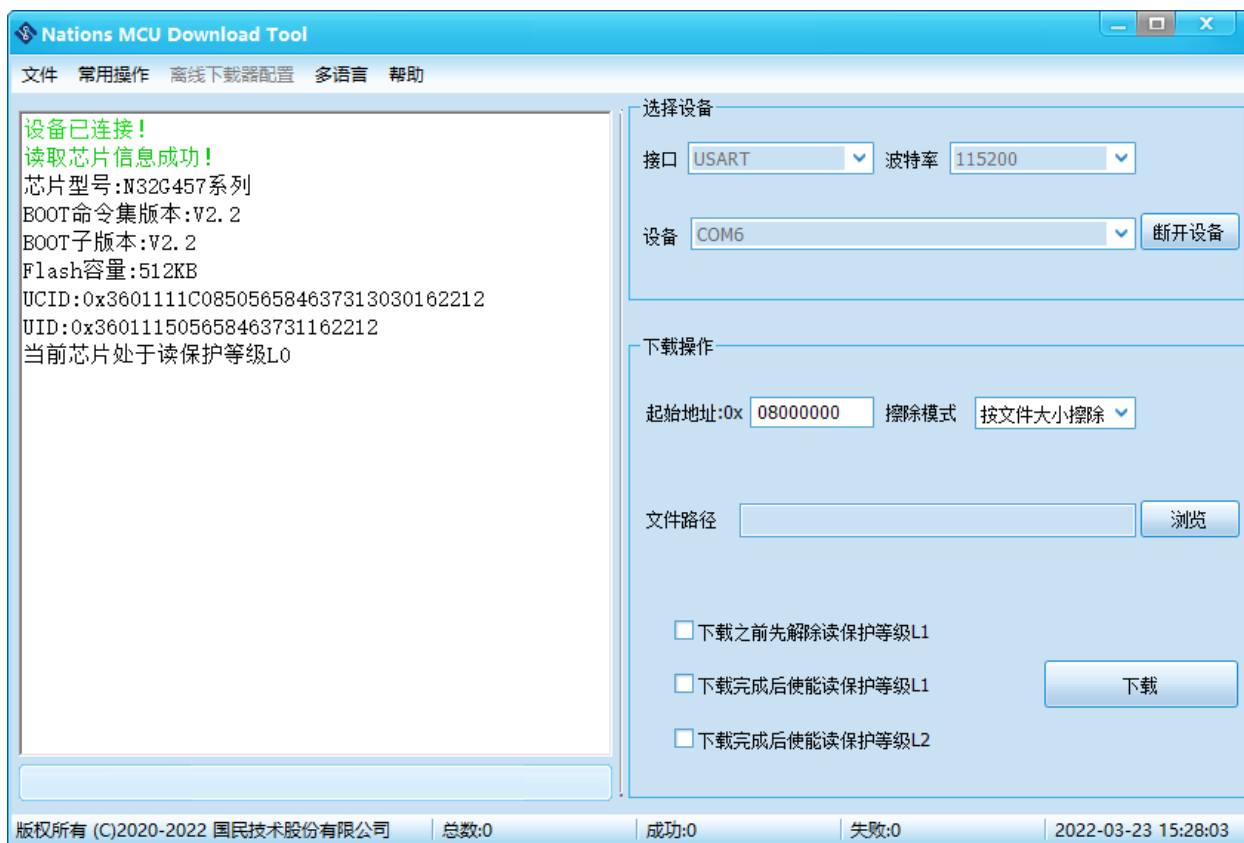 Nations MCU Download Tool
文件 常用操作 离线下载器配置 多语言 帮助
设备已连接!
读取芯片信息成功!
芯片型号:N32G457系列
BOOT命令集版本:V2.2
BOOT子版本:V2.2
Flash容量:512KB
UCID:0x3601111C0850565846373130301622​12
UID:0x360111505658463731162212
当前芯片处于读保护等级L0
选择设备
接口 USART 波特率 115200
设备 COM6 断开设备
下载操作
起始地址:0x 08000000 擦除模式 按文件大小擦除
文件路径 浏览
下载之前先解除读保护等级L1
下载完成后使能读保护等级L1
下载
下载完成后使能读保护等级L2
版权所有 (C)2020-2022 国民技术股份有限公司 总数:0 成功:0 失败:0 2022-03-23 15:28:03